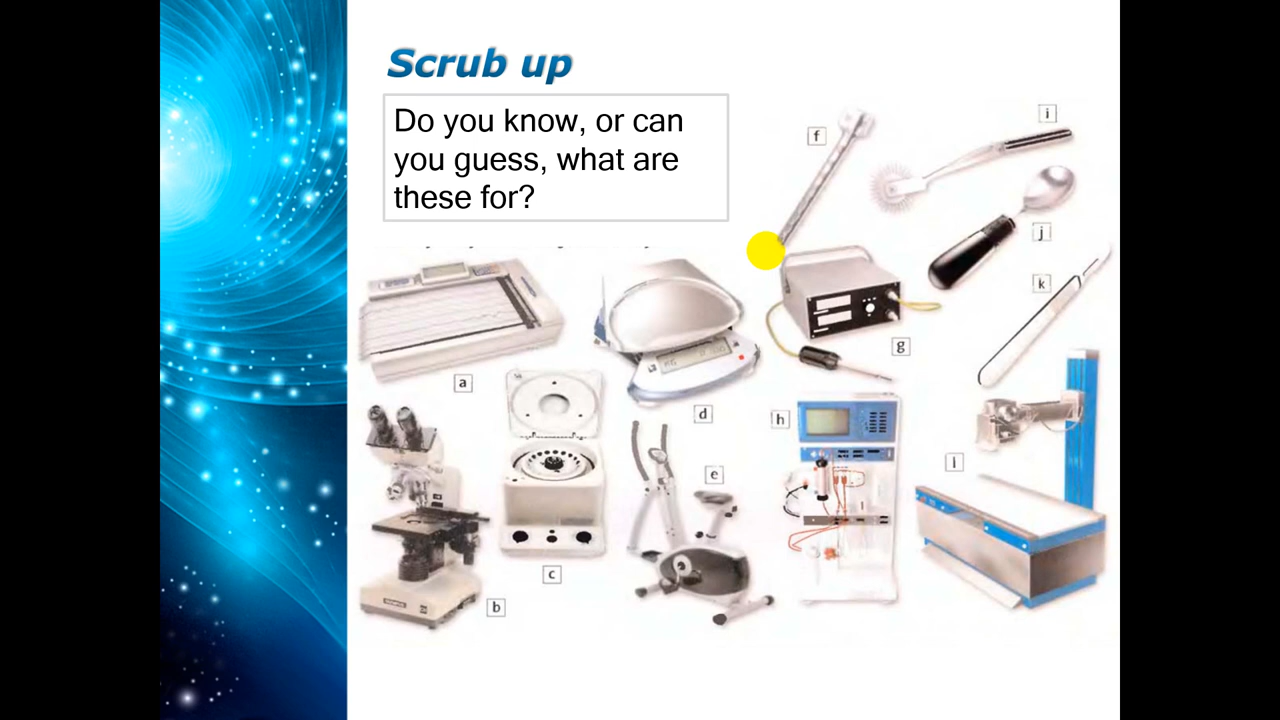 Scrub up
Do you know, or can
you guess, what are
these for?
f
i
j
k
g
a
d
h
e
l
c
b